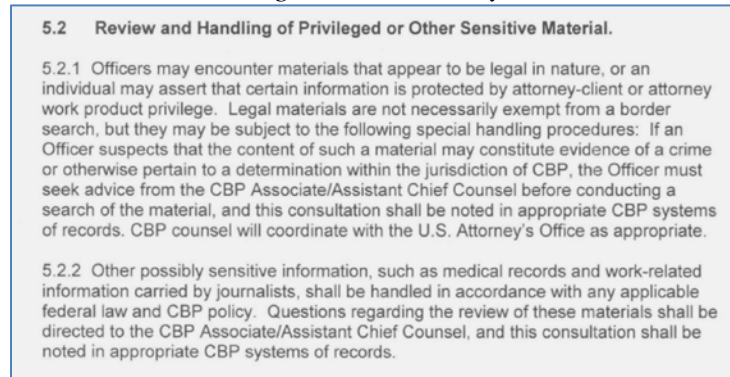 5.2 Review and Handling of Privileged or Other Sensitive Material.
5.2.1 Officers may encounter materials that appear to be legal in nature, or an
individual may assert that certain information is protected by attorney-client or attorney
work product privilege. Legal materials are not necessarily exempt from a border
search, but they may be subject to the following special handling procedures: If an
Officer suspects that the content of such a material may constitute evidence of a crime
or otherwise pertain to a determination within the jurisdiction of CBP, the Officer must
seek advice from the CBP Associate/Assistant Chief Counsel before conducting a
search of the material, and this consultation shall be noted in appropriate CBP systems
of records. CBP counsel will coordinate with the U.S. Attorney's Office as appropriate.
5.2.2 Other possibly sensitive information, such as medical records and work-related
information carried by journalists, shall be handled in accordance with any applicable
federal law and CBP policy. Questions regarding the review of these materials shall be
directed to the CBP Associate/Assistant Chief Counsel, and this consultation shall be
noted in appropriate CBP systems of records.